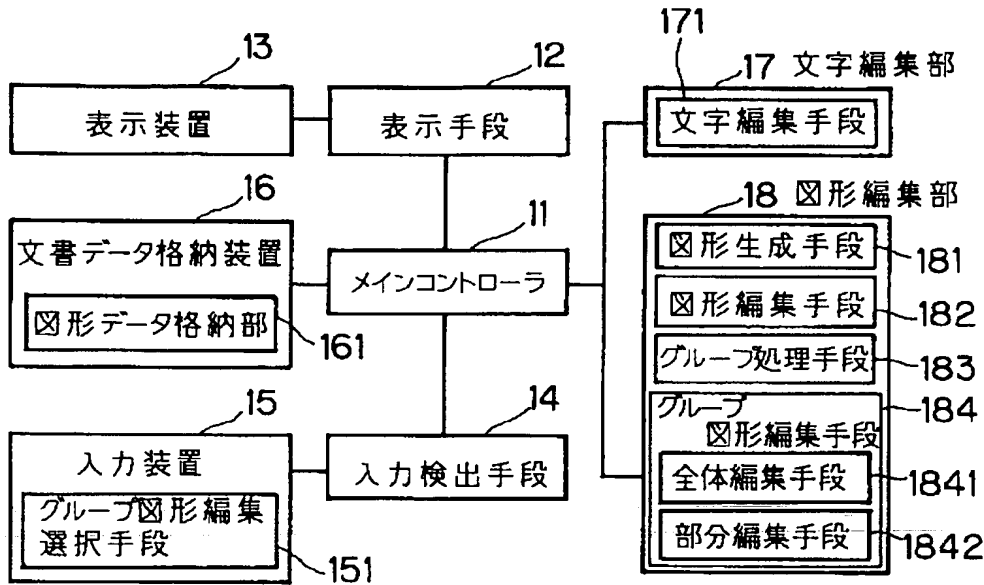 13
表示装置
12
表示手段
171
17 文字編集部
文字編集手段
16
文書データ格納装置
図形データ格納部
161
11
メインコントローラ
18 図形編集部
図形生成手段
181
図形編集手段
182
グループ処理手段
183
グループ
図形編集手段
184
全体編集手段
1841
部分編集手段
1842
15
入力装置
グループ図形編集
選択手段
151
14
入力検出手段